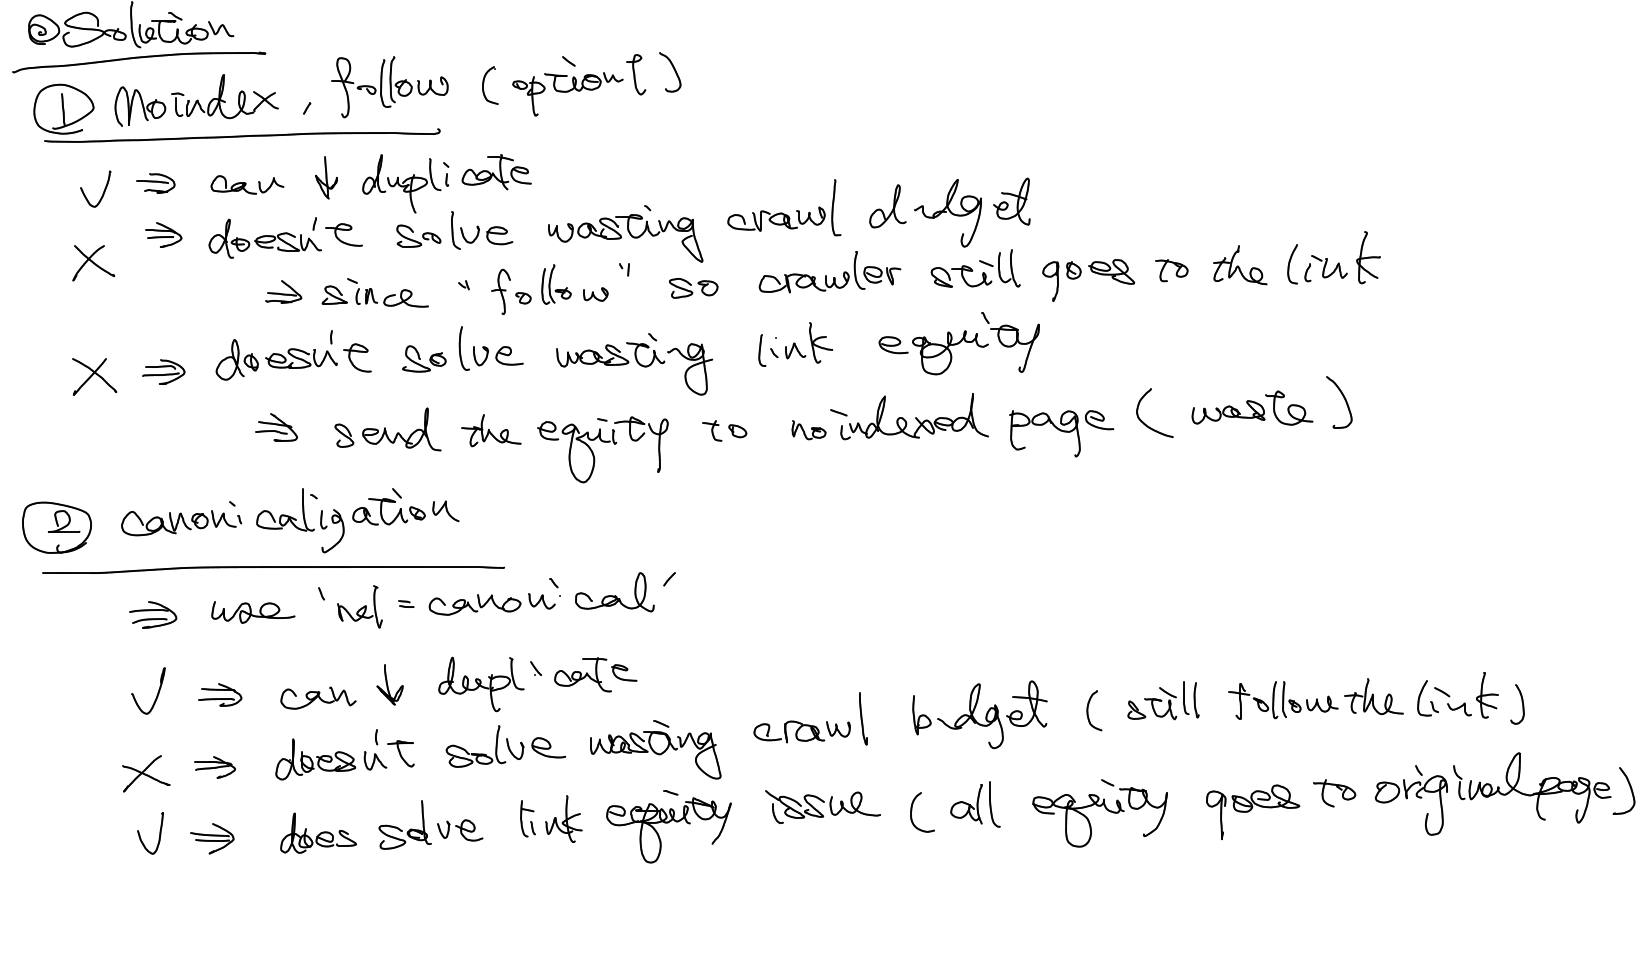 ◎ Solution
① Noindex, follow (option1)
✓ ⇒ can ↓ duplicate
X ⇒ doesn't solve wasting crawl dudget
⇒ since "follow" so crawler still goes to the link
X ⇒ doesn't solve wasting link equity
⇒ send the equity to noindexed page (waste)
② canonicalization
⇒ use 'rel=canonical'
✓ ⇒ can ↓ duplicate
X ⇒ doesn't solve wasting crawl budget (still follow the link)
✓ ⇒ does solve link equity issue (all equity goes to original page)